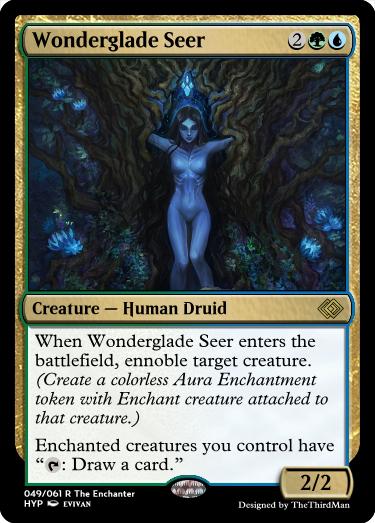 Wonderglade Seer 2
Creature — Human Druid
When Wonderglade Seer enters the
battlefield, ennoble target creature.
(Create a colorless Aura Enchantment
token with Enchant creature attached to
that creature.)
Enchanted creatures you control have
“: Draw a card.”
2/2
049/061 R The Enchanter
HYP EVIVAN
Designed by TheThirdMan